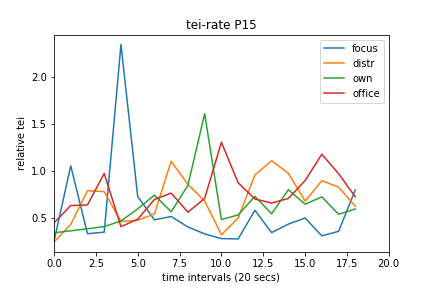 tei-rate P15
relative tei
2.0
1.5
1.0
0.5
focus
distr
own
office
0.0 2.5 5.0 7.5 10.0 12.5 15.0 17.5 20.0
time intervals (20 secs)